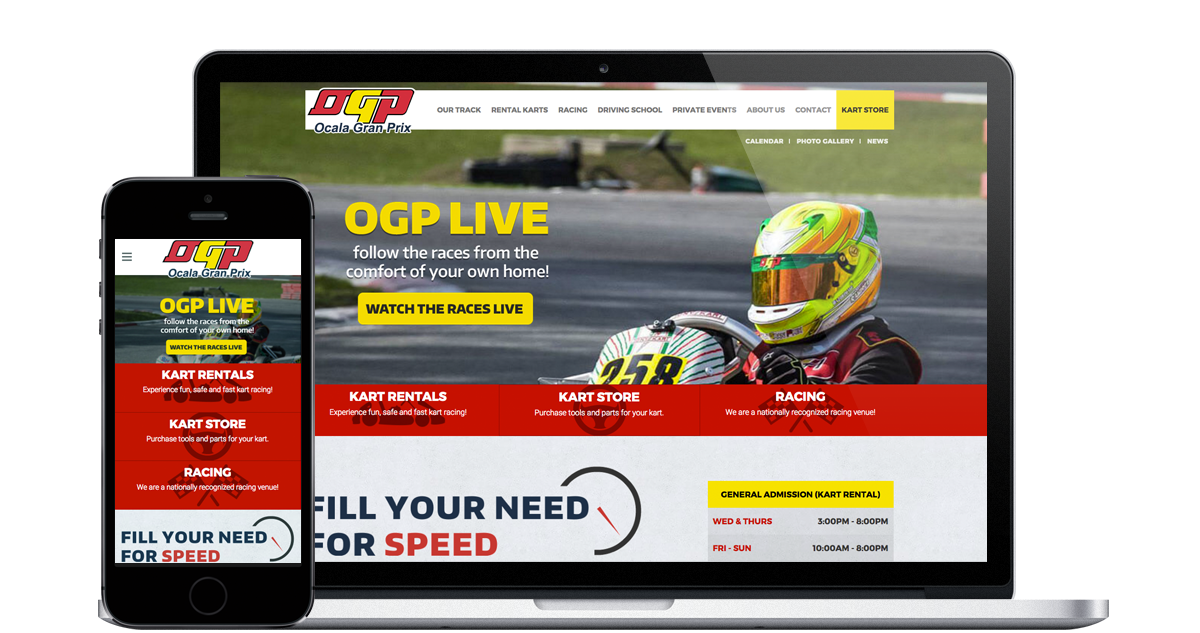 OGP
Ocala Gran Prix
OUR TRACK RENTAL KARTS RACING DRIVING SCHOOL PRIVATE EVENTS ABOUT US CONTACT KART STORE
CALENDAR | PHOTO GALLERY | NEWS
OGP LIVE
follow the races from the
comfort of your own home!
WATCH THE RACES LIVE
OGP
258
KART RENTALS
Experience fun, safe and fast kart racing!
KART STORE
Purchase tools and parts for your kart.
RACING
We are a nationally recognized racing venue!
FILL YOUR NEED
FOR SPEED
GENERAL ADMISSION (KART RENTAL)
WED & THURS 3:00PM - 8:00PM
FRI - SUN 10:00AM - 8:00PM
OGP
Ocala Gran Prix
OGP LIVE
follow the races from the
comfort of your own home!
WATCH THE RACES LIVE
KART RENTALS
Experience fun, safe and fast kart racing!
KART STORE
Purchase tools and parts for your kart.
RACING
We are a nationally recognized racing venue!
FILL YOUR NEED
FOR SPEED